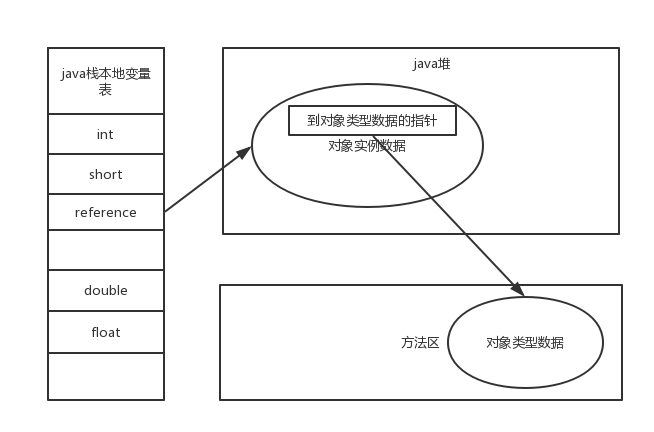 java栈本地变量
表
int
short
reference
double
float
java堆
到对象类型数据的指针
对象实例数据
方法区
对象类型数据